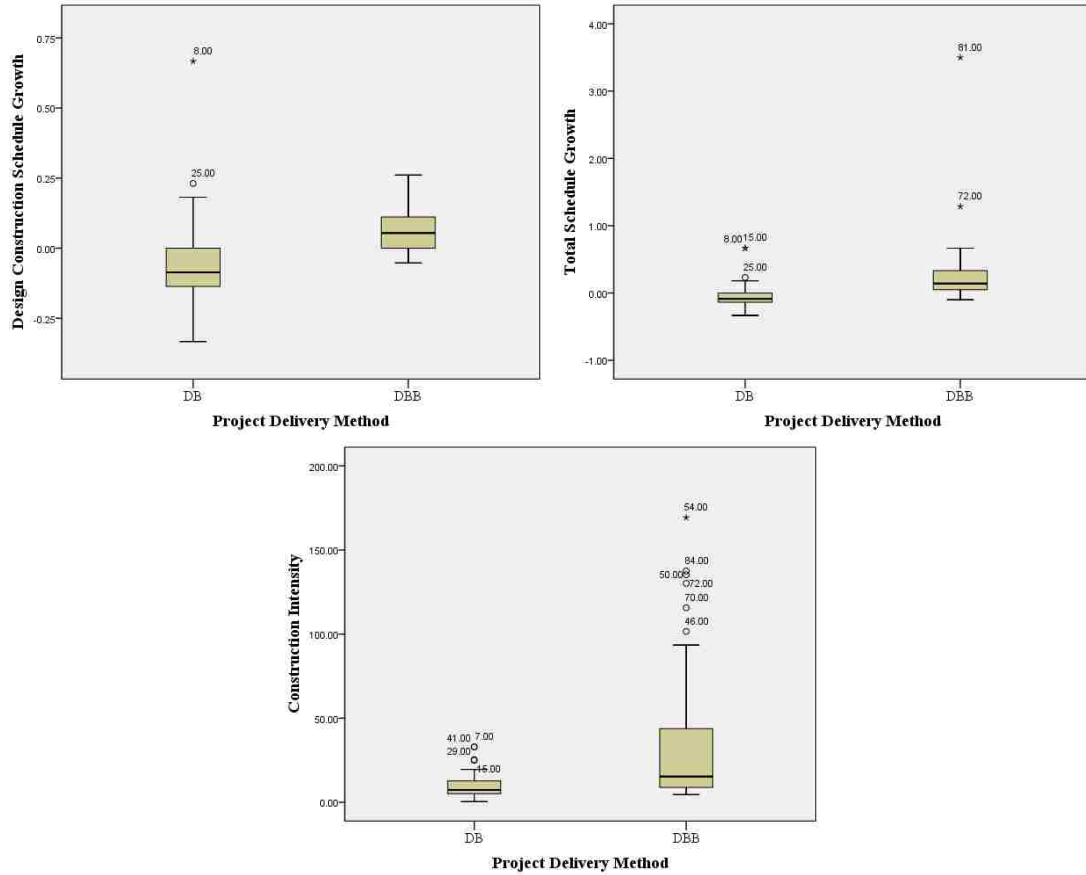 Design Construction Schedule Growth
0.75
0.50
0.25
0.00
-0.25
8.00
25.00
DB
DBB
Project Delivery Method
Total Schedule Growth
4.00
3.00
2.00
1.00
0.00
-1.00
81.00
72.00
8.00
15.00
25.00
DB
DBB
Project Delivery Method
Construction Intensity
200.00
150.00
100.00
50.00
0.00
54.00
84.00
50.00
72.00
70.00
46.00
41.00
7.00
29.00
15.00
DB
DBB
Project Delivery Method